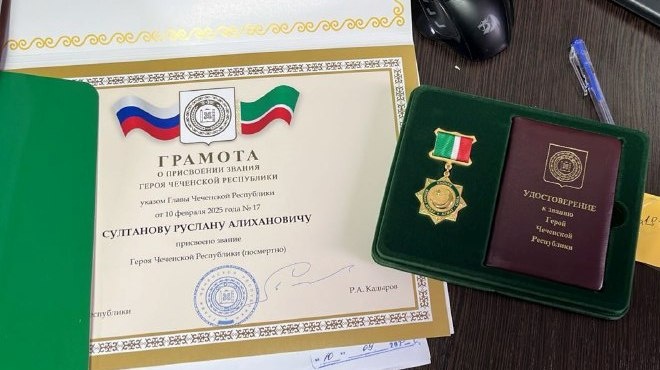 ГРАМОТА
О ПРИСВОЕНИИ ЗВАНИЯ
ГЕРОЯ ЧЕЧЕНСКОЙ РЕСПУБЛИКИ
указом Главы Чеченской Республики
от 10 февраля 2025 года № 17
СУЛТАНОВУ РУСЛАНУ АЛИХАНОВИЧУ
присвоено звание
Героя Чеченской Республики (посмертно)
Р.А. Кадыров
еспублики
УДОСТОВЕРЕНИЕ
к званию
Герой
Чеченской
Республики